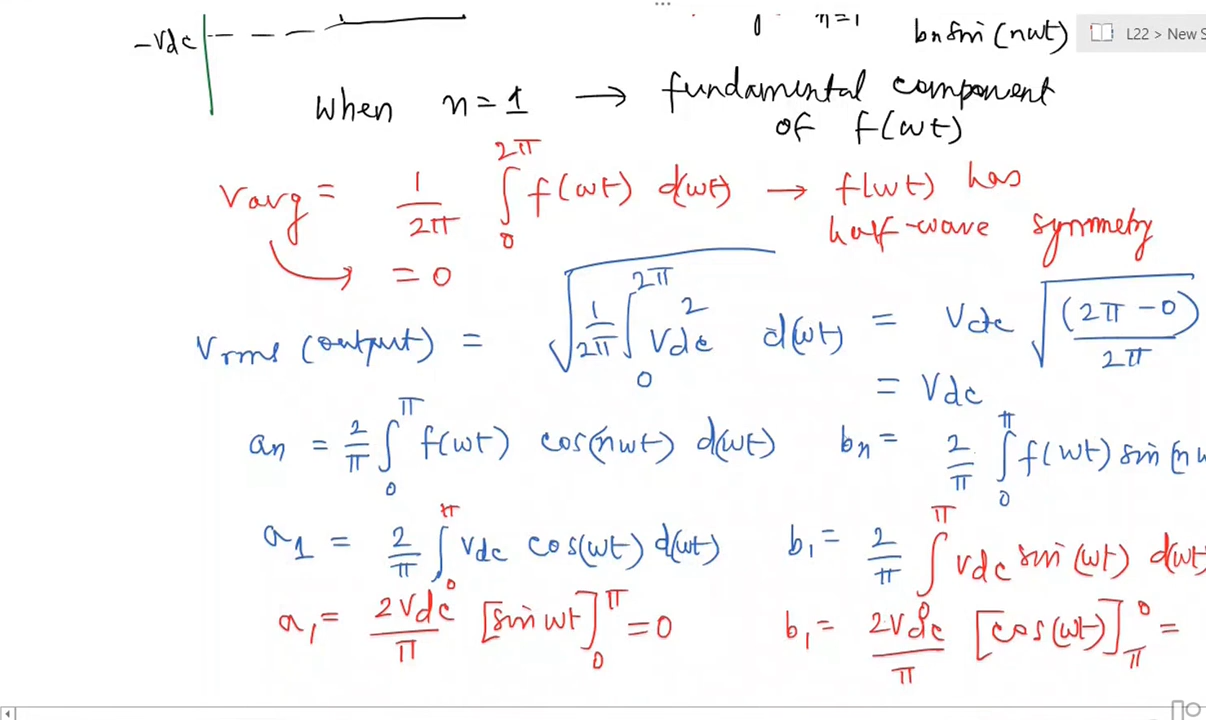 -Vdc
n=1
bn sin(nωt)
L22 > New S
when n = 1 → fundamental component
of f(ωt)
Vavg = 1/2π ∫₀^2π f(ωt) d(ωt) → f(ωt) has
half-wave symmetry
= 0
Vrms (output) = √(1/2π ∫₀^2π Vdc² d(ωt)) = Vdc √((2π-0)/2π)
= Vdc
an = 2/π ∫₀^π f(ωt) cos(nωt) d(ωt) bn = 2/π ∫₀^π f(ωt) sin(nω
a1 = 2/π ∫₀^π Vdc cos(ωt) d(ωt) b1 = 2/π ∫₀^π Vdc sin(ωt) d(ωt
a1 = 2Vdc/π [sin ωt]₀^π = 0 b1 = 2Vdc/π [cos(ωt)]_π^0 =